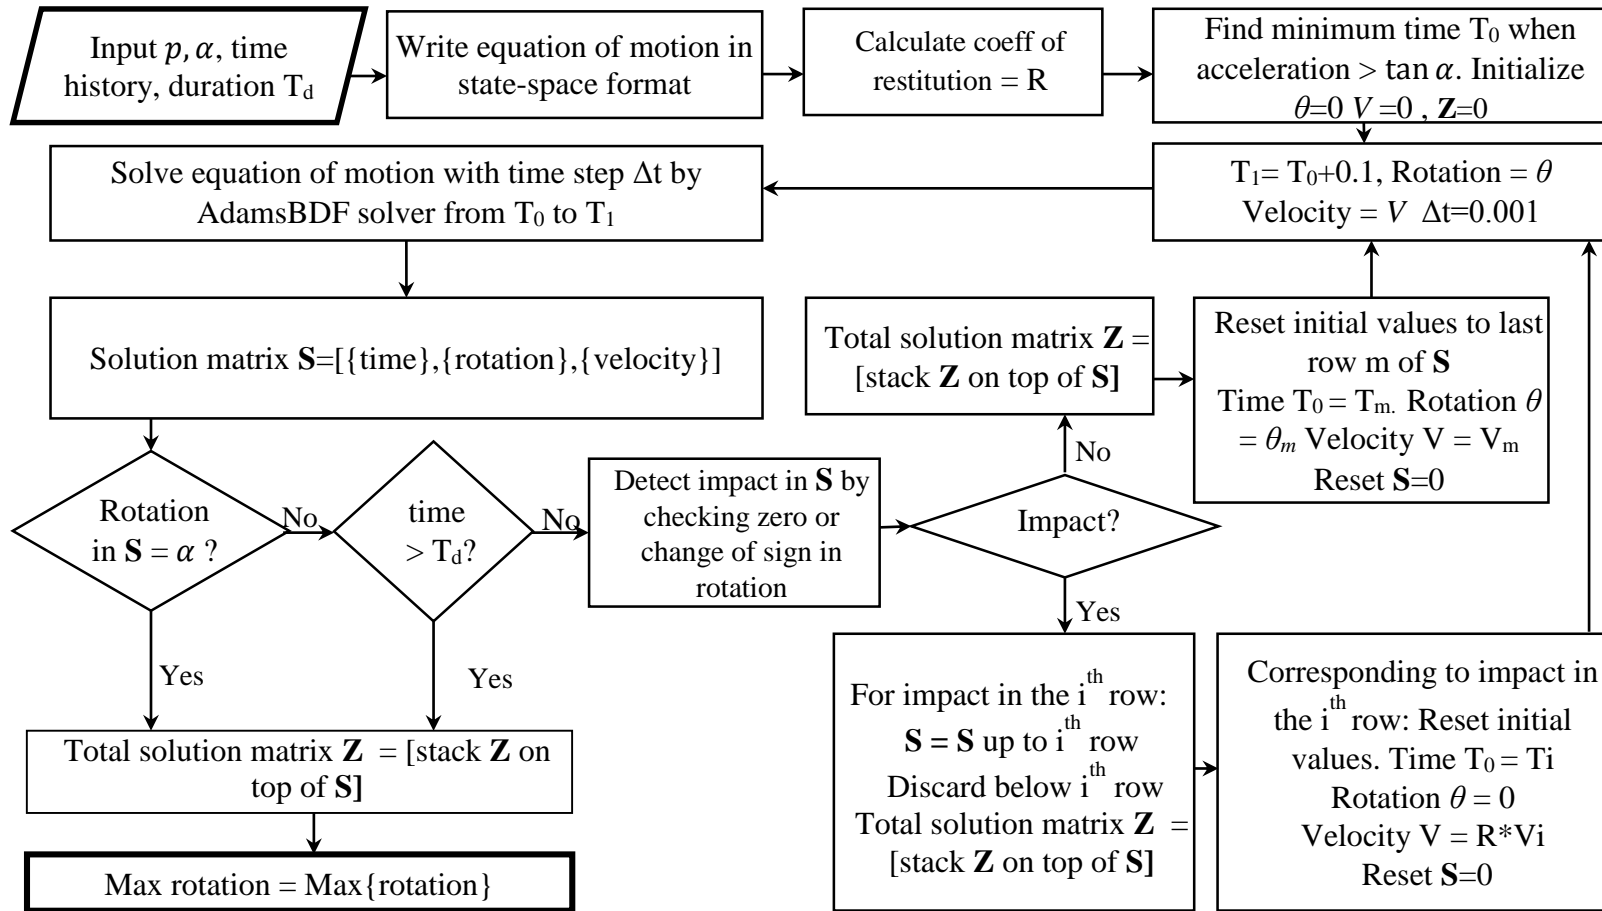 Input p, α, time
history, duration Td
Write equation of motion in
state-space format
Calculate coeff of
restitution = R
Find minimum time T0 when
acceleration > tan α. Initialize
θ=0 V =0 , Z=0
T1= T0+0.1, Rotation = θ
Velocity = V Δt=0.001
Solve equation of motion with time step Δt by
AdamsBDF solver from T0 to T1
Solution matrix S=[{time},{rotation},{velocity}]
Rotation
in S = α ?
No
time
> Td?
No
Detect impact in S by
checking zero or
change of sign in
rotation
Impact?
No
Total solution matrix Z =
[stack Z on top of S]
Reset initial values to last
row m of S
Time T0 = Tm. Rotation θ
= θm Velocity V = Vm
Reset S=0
Yes
For impact in the ith row:
S = S up to ith row
Discard below ith row
Total solution matrix Z =
[stack Z on top of S]
Corresponding to impact in
the ith row: Reset initial
values. Time T0 = Ti
Rotation θ = 0
Velocity V = R*Vi
Reset S=0
Yes
Yes
Total solution matrix Z = [stack Z on
top of S]
Max rotation = Max{rotation}